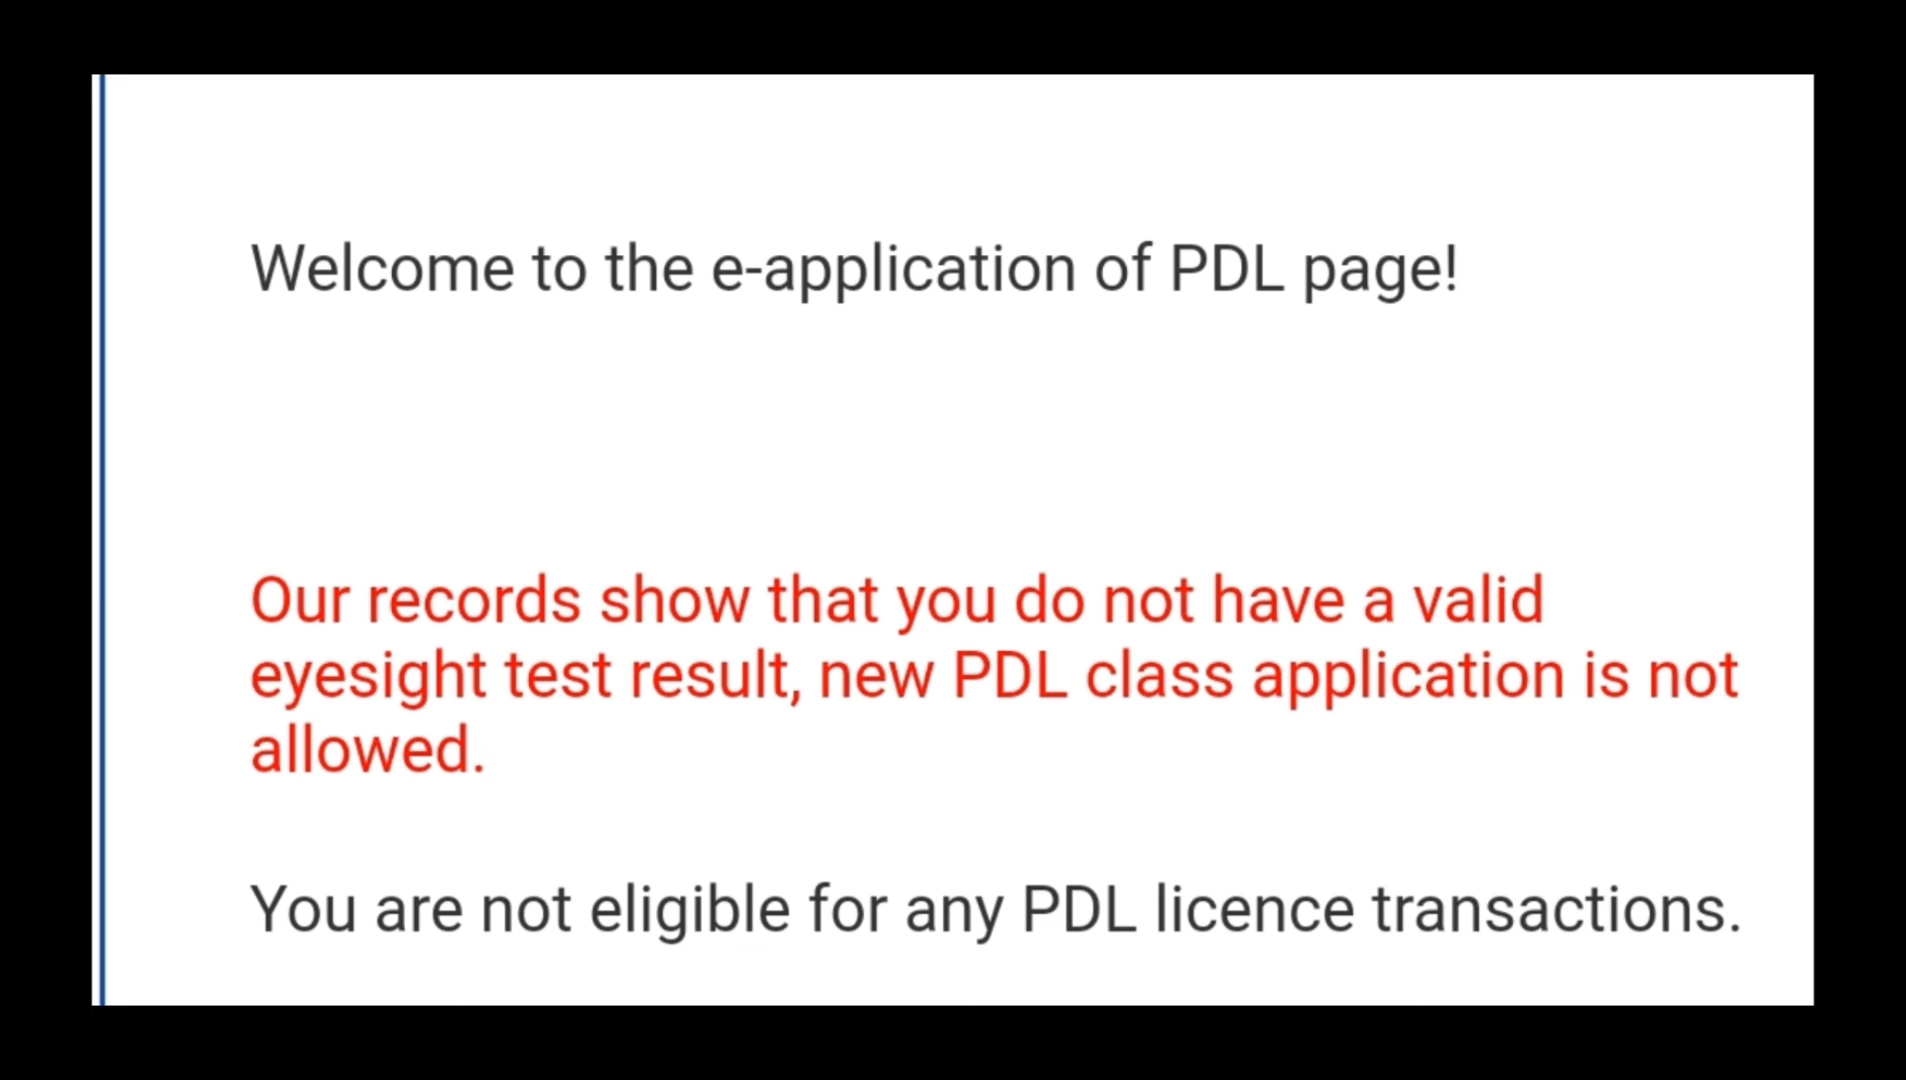 Welcome to the e-application of PDL page!
Our records show that you do not have a valid
eyesight test result, new PDL class application is not
allowed.
You are not eligible for any PDL licence transactions.